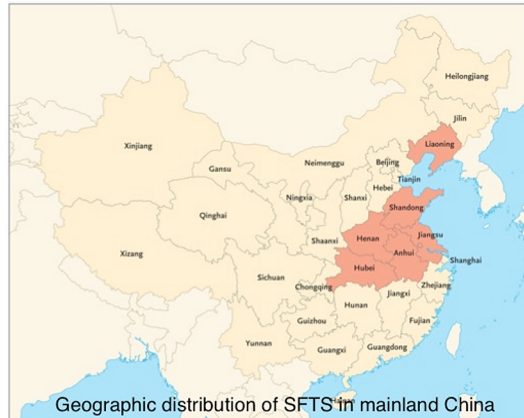 Heilongjiang
Jilin
Liaoning
Xinjiang
Neimenggu
Beijing
Gansu
Tianjin
Hebei
Ningxia
Shanxi
Shandong
Qinghai
Henan
Jiangsu
Shaanxi
Xizang
Anhui
Shanghai
Hubei
Sichuan
Chongqing
Zhejiang
Jiangxi
Hunan
Guizhou
Fujian
Yunnan
Guangxi
Guangdong
Geographic distribution of SFTS in mainland China